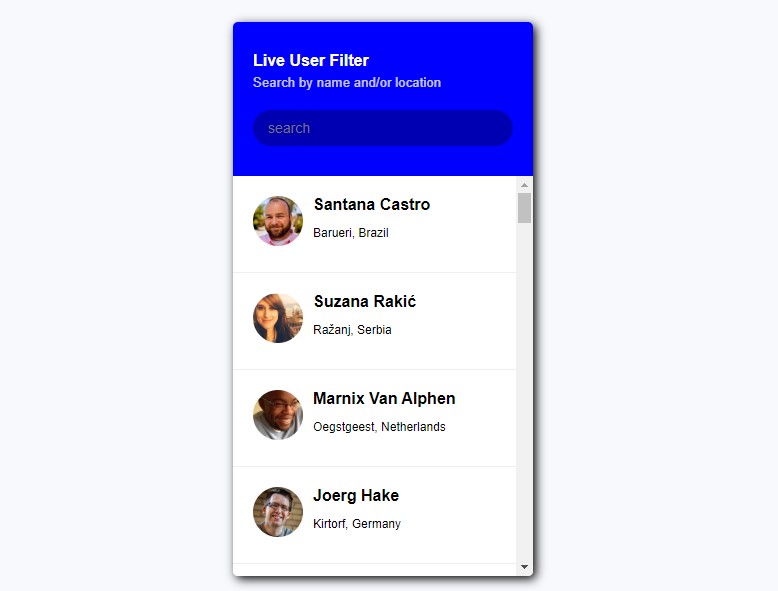 Live User Filter
Search by name and/or location
search
Santana Castro
Barueri, Brazil
Suzana Rakić
Ražanj, Serbia
Marnix Van Alphen
Oegstgeest, Netherlands
Joerg Hake
Kirtorf, Germany